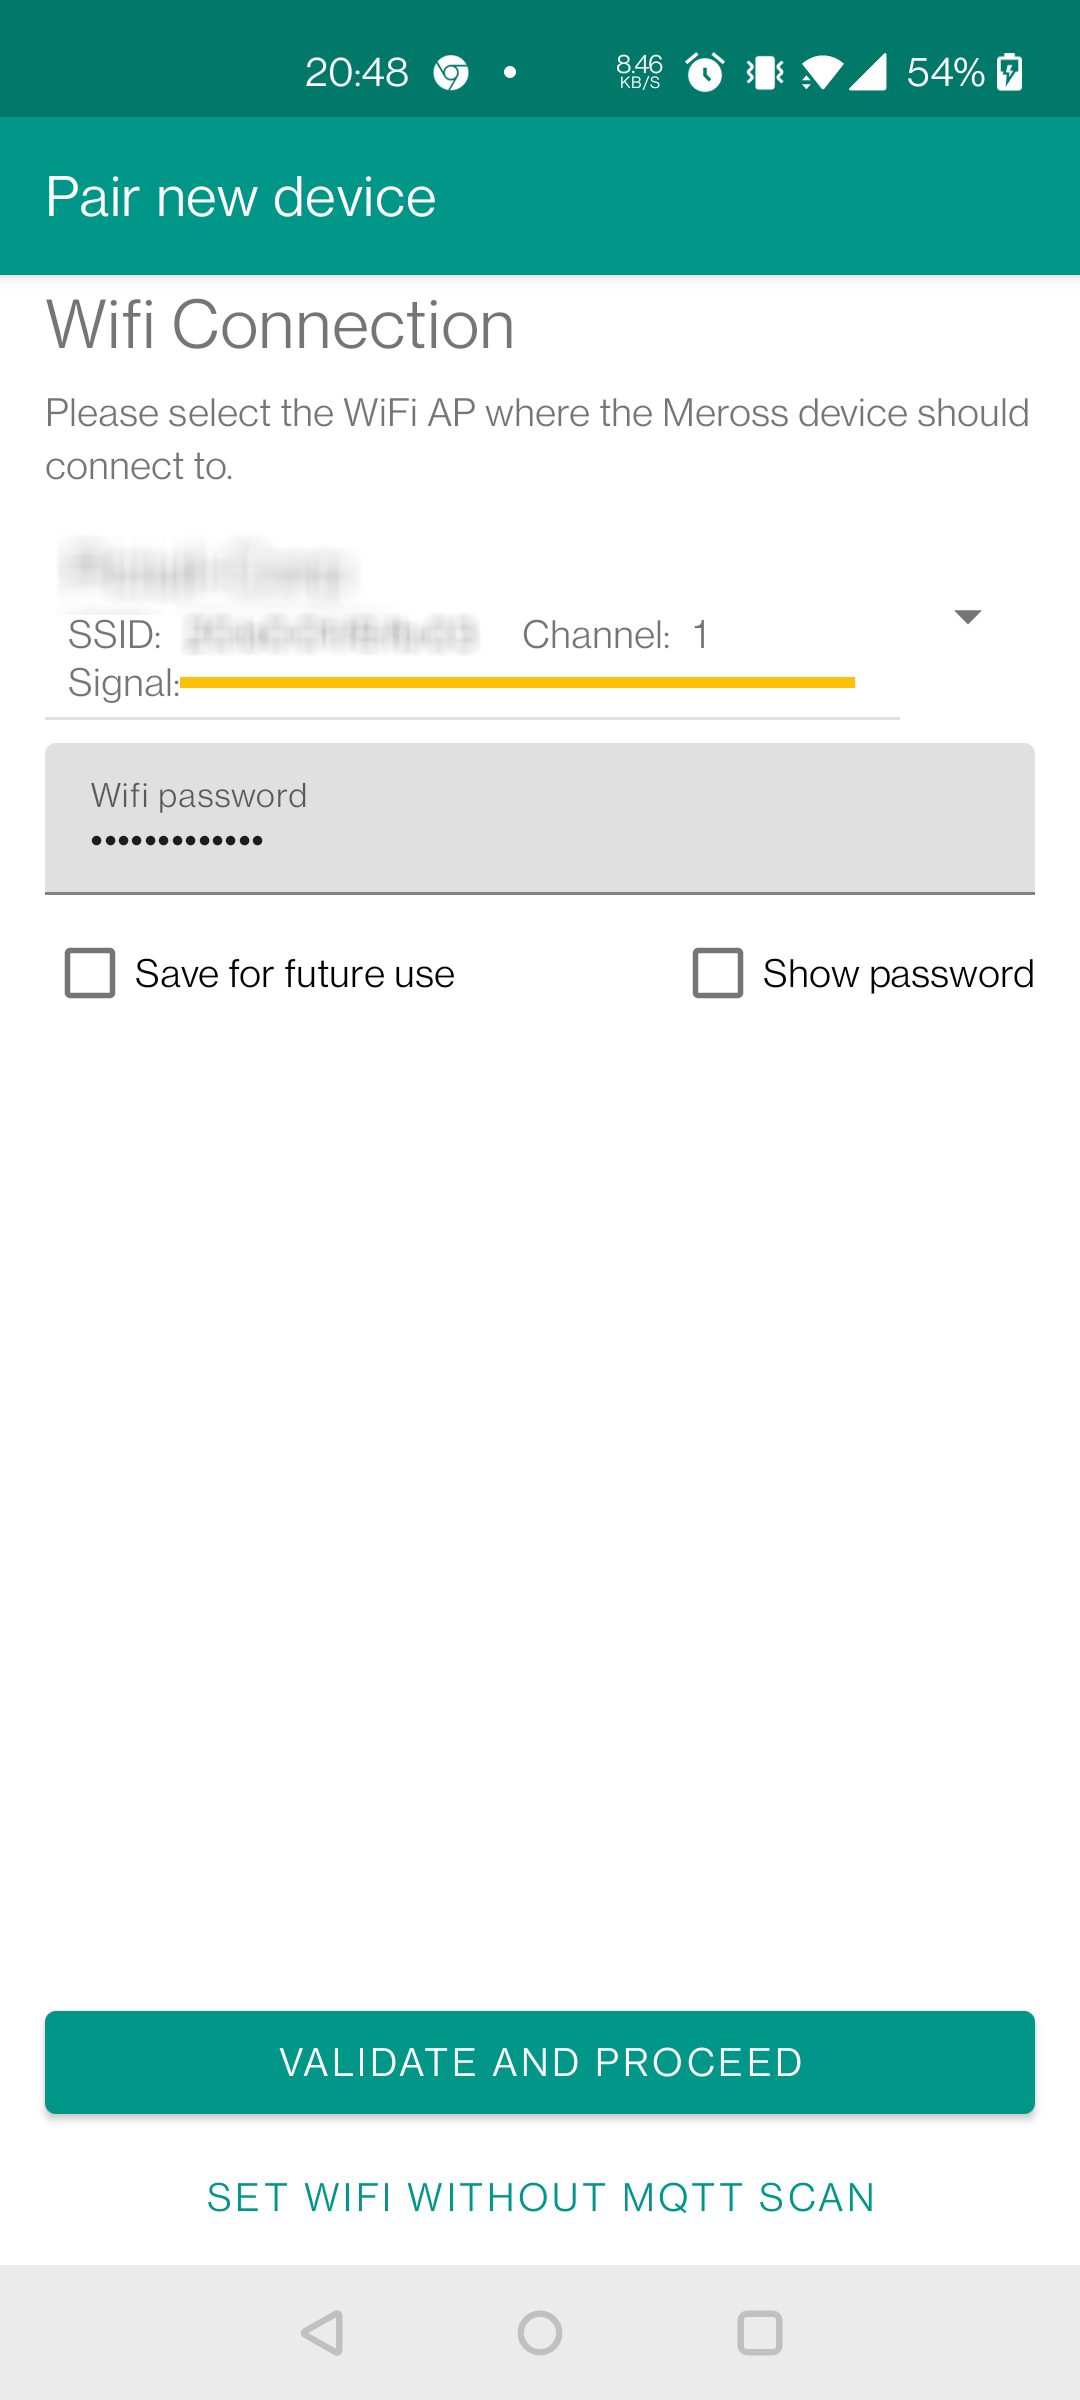 20:48 8.46 KB/S 54%
Pair new device
Wifi Connection
Please select the WiFi AP where the Meross device should
connect to.
SSID: Channel: 1
Signal:
Wifi password
•••••••••••••
Save for future use Show password
VALIDATE AND PROCEED
SET WIFI WITHOUT MQTT SCAN